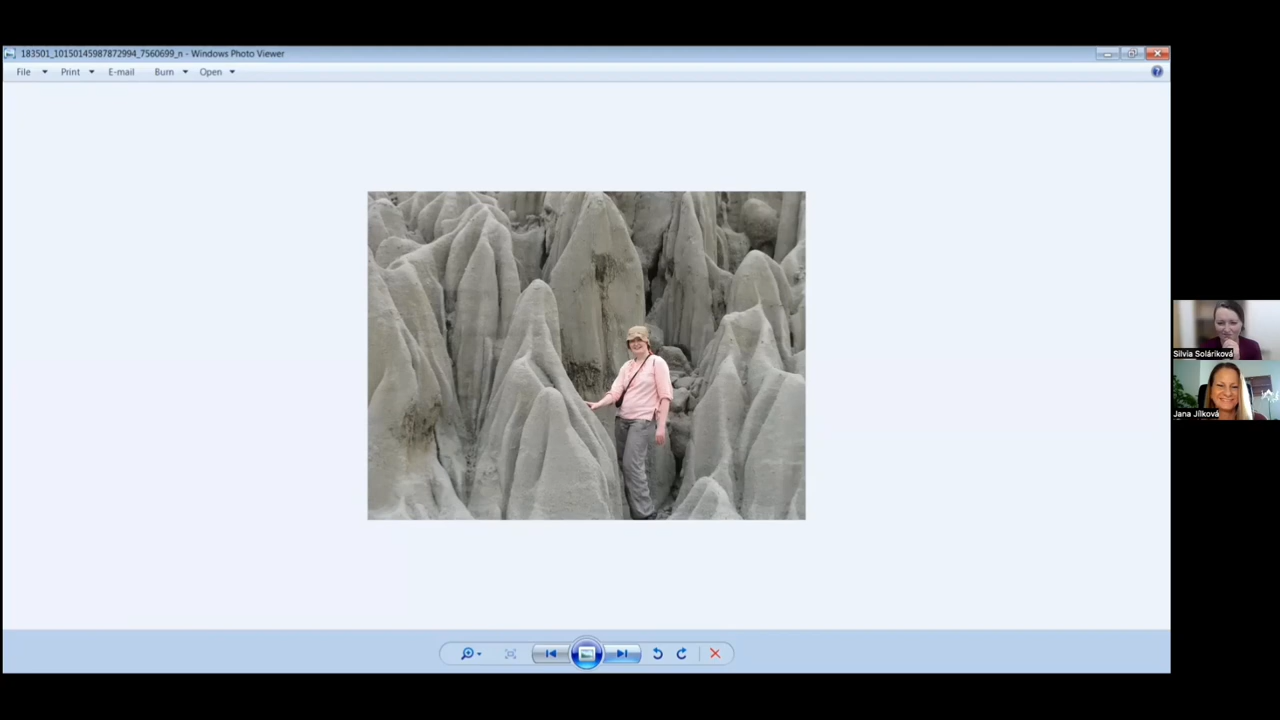 183501_10150145987872994_7560699_n - Windows Photo Viewer
File Print E-mail Burn Open
Silvia Soláriková
Jana Jílková